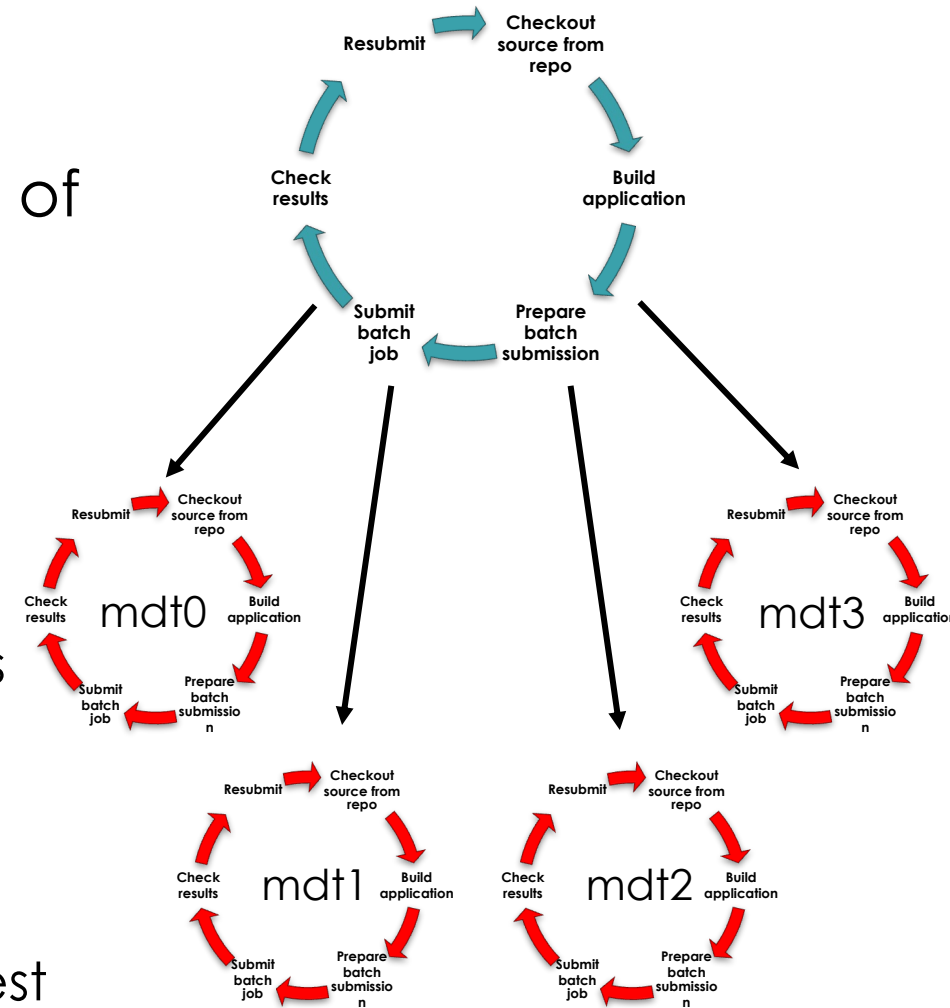 Resubmit
Checkout
source from
repo
of
Check
results
Build
application
Submit
batch
job
Prepare
batch
submission
Resubmit
Checkout
source from
repo
Check
results
mdt0
Build
application
s
Submit
batch
job
Prepare
batch
submissio
n
Resubmit
Checkout
source from
repo
Check
results
mdt3
Build
application
Submit
batch
job
Prepare
batch
submissio
n
Resubmit
Checkout
source from
repo
Check
results
mdt1
Build
application
Submit
batch
job
Prepare
batch
submissio
n
Resubmit
Checkout
source from
repo
Check
results
mdt2
Build
application
Submit
batch
job
Prepare
batch
submissio
n
est